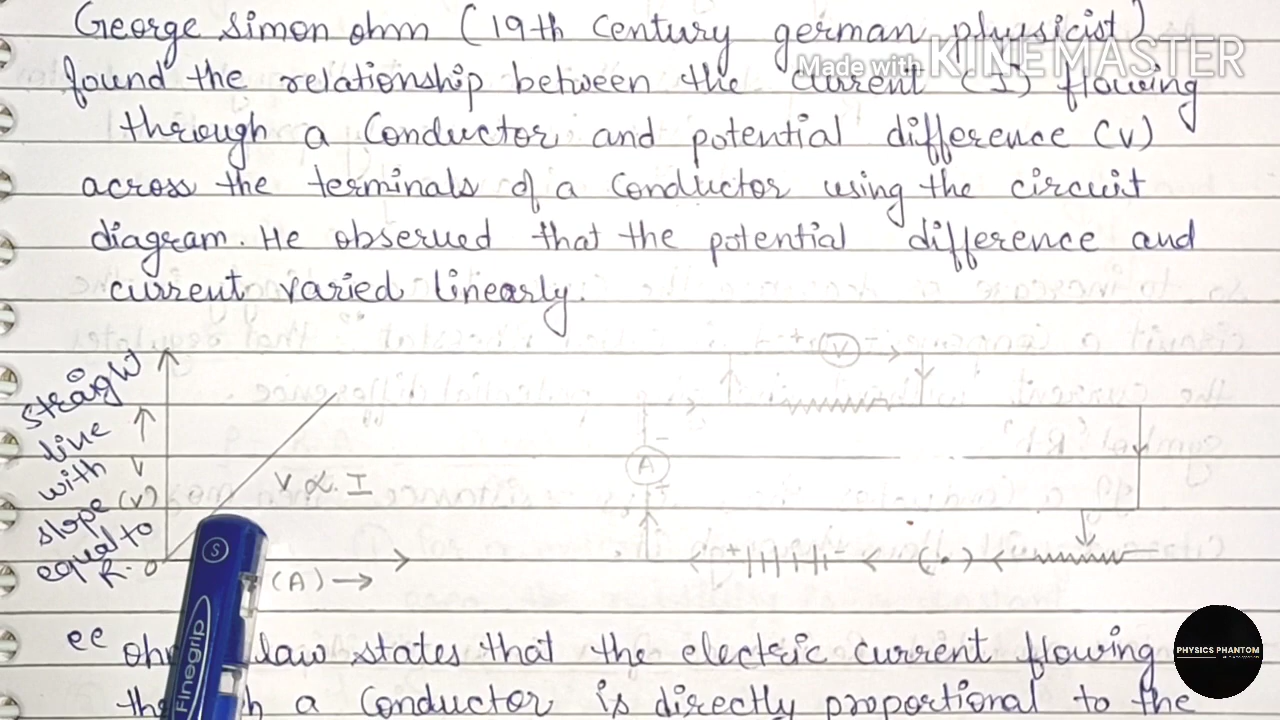 George simon ohm (19th Century german physicist)
Made with KINEMASTER
found the relationship between the current (I) flowing
through a Conductor and potential difference (V)
across the terminals of a Conductor using the circuit
diagram. He observed that the potential difference and
current varied linearly.
straight
line
with
slope (V)
equal to
R.
V ∝ I
O
(A) →
V
A
+ -
(•)
S
Finegrip
PHYSICS PHANTOM
law states that the electric current flowing
a Conductor is directly proportional to the